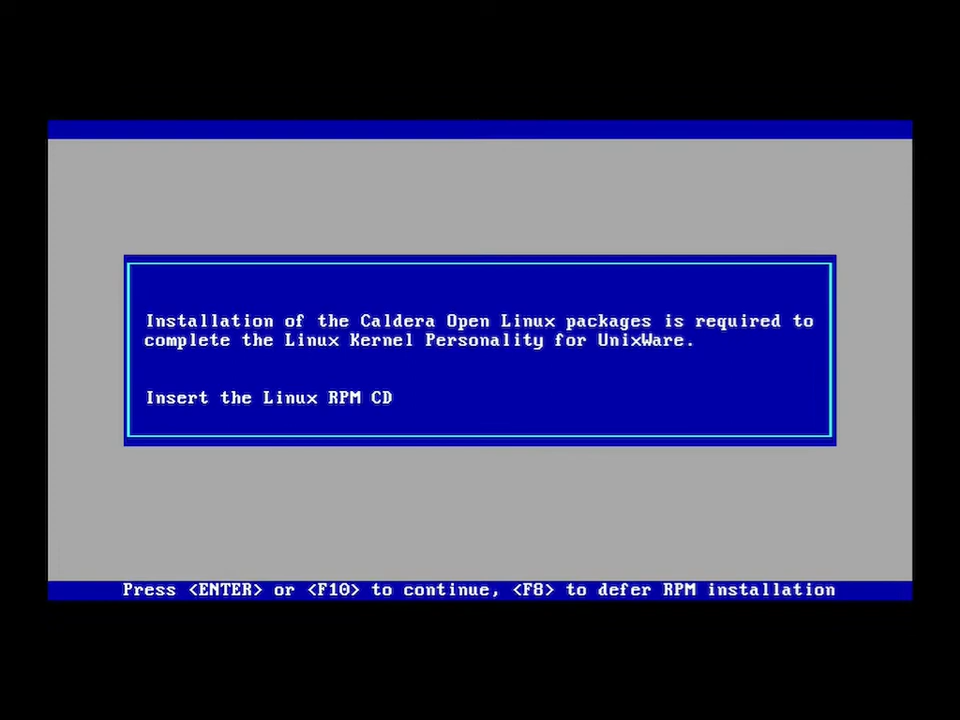 Installation of the Caldera Open Linux packages is required to
complete the Linux Kernel Personality for UnixWare.
Insert the Linux RPM CD
Press <ENTER> or <F10> to continue, <F8> to defer RPM installation